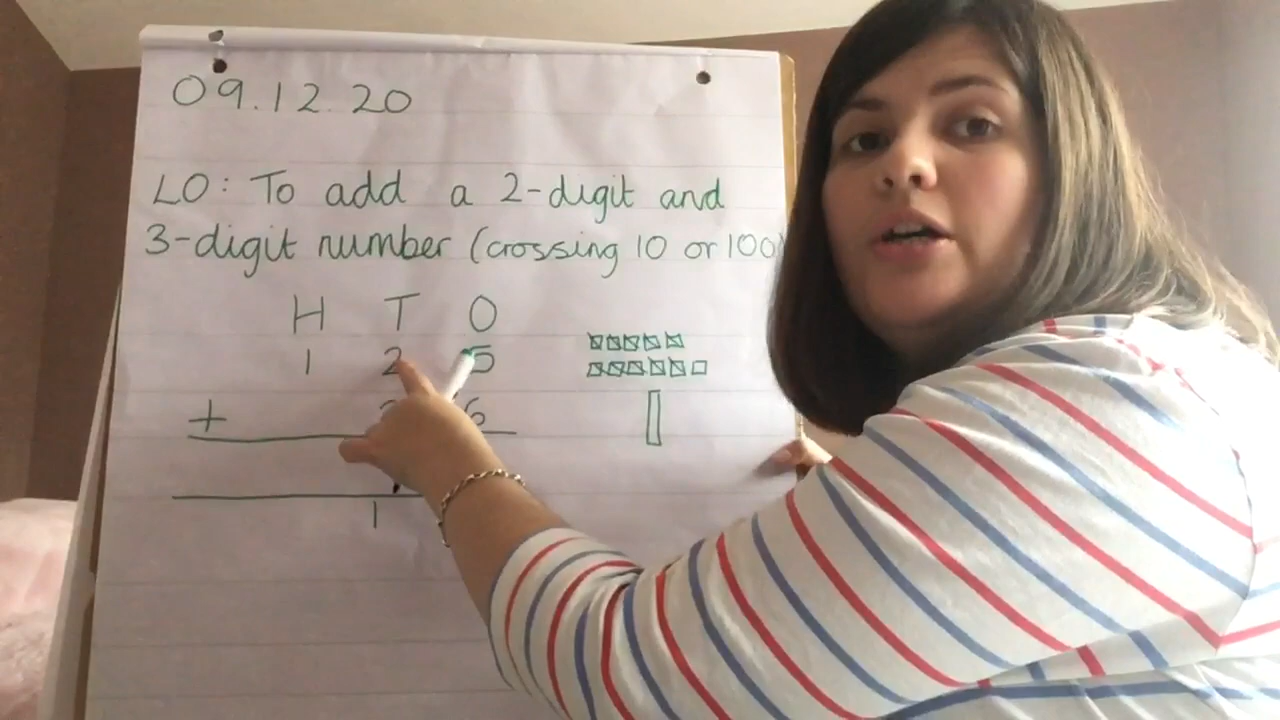 09.12.20
LO: To add a 2-digit and
3-digit number (crossing 10 or 100)
H T O
1 2 5
+ 6
1